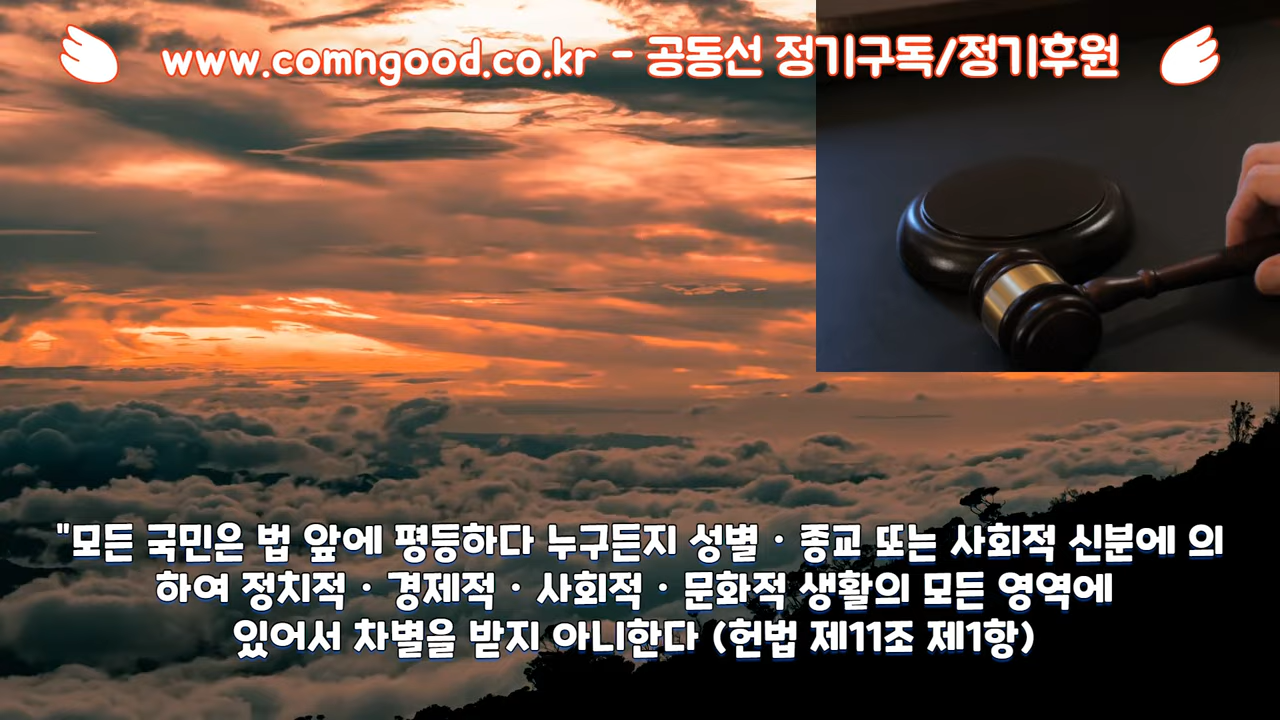 www.comngood.co.kr - 공동선 정기구독/정기후원
"모든 국민은 법 앞에 평등하다 누구든지 성별 · 종교 또는 사회적 신분에 의
하여 정치적 · 경제적 · 사회적 · 문화적 생활의 모든 영역에
있어서 차별을 받지 아니한다 (헌법 제11조 제1항)